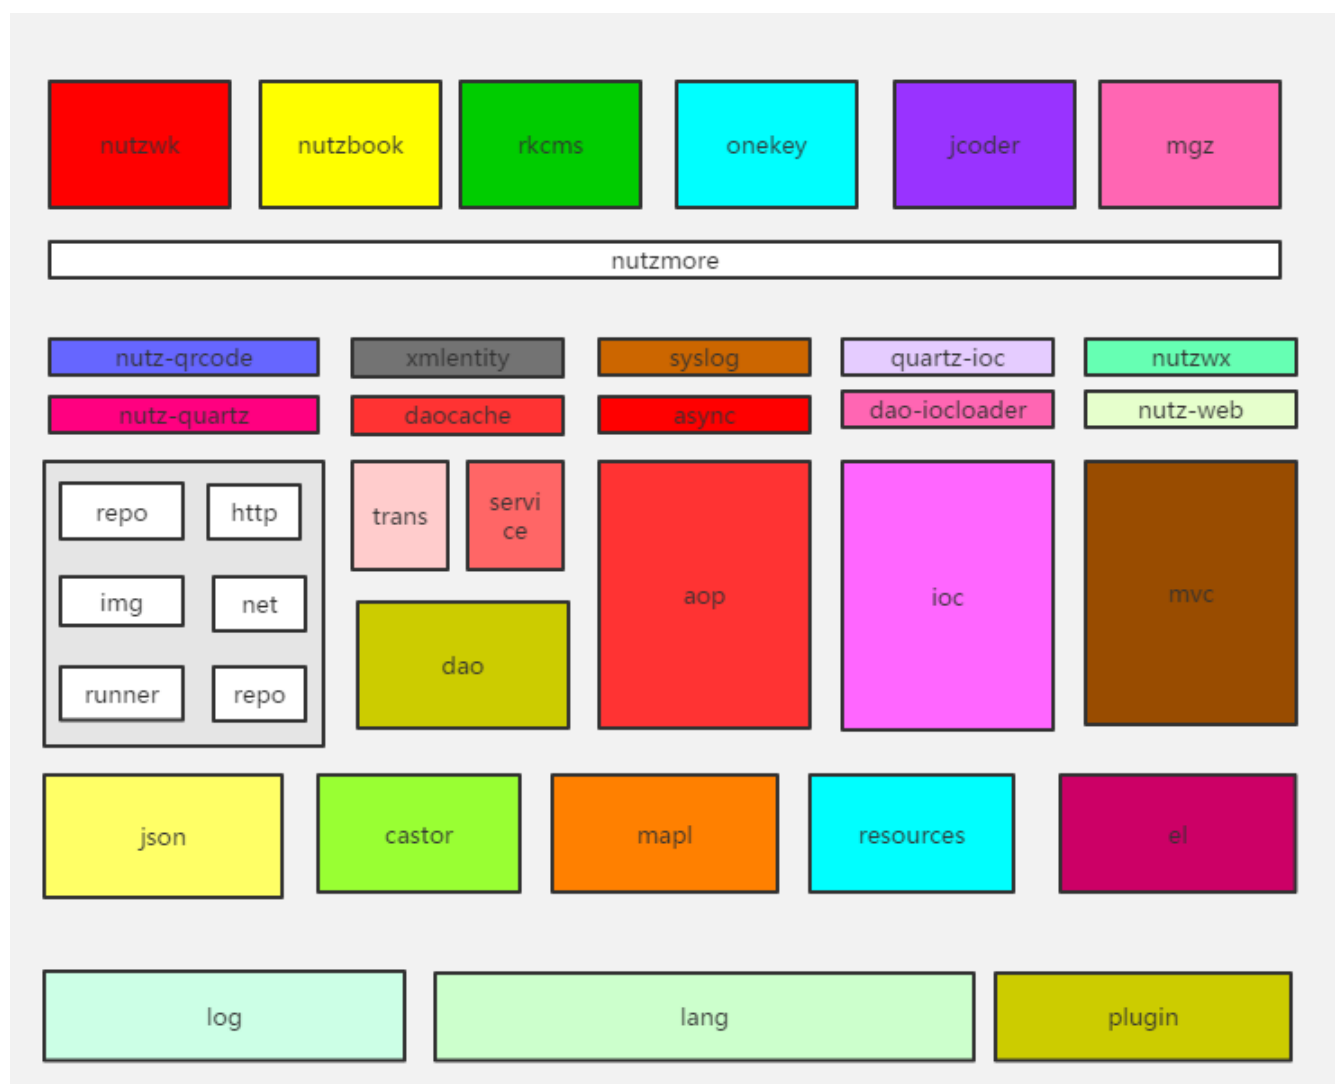 nutzwk
nutzbook
rkcms
onekey
jcoder
mgz
nutzmore
nutz-qrcode
xmlentity
syslog
quartz-ioc
nutzwx
nutz-quartz
daocache
async
dao-iocloader
nutz-web
repo
http
img
net
runner
repo
trans
servi
ce
dao
aop
ioc
mvc
json
castor
mapl
resources
el
log
lang
plugin